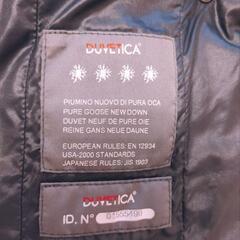 DUVETICA
PIUMINO NUOVO DI PURA OCA
PURE GOOSE NEW DOWN
DUVET NEUF DE PURE OIE
REINE GANS NEUE DAUNE
EUROPEAN RULES: EN 12934
USA-2000 STANDARDS
JAPANESE RULES: JIS 1903
DUVETICA
ID. N°